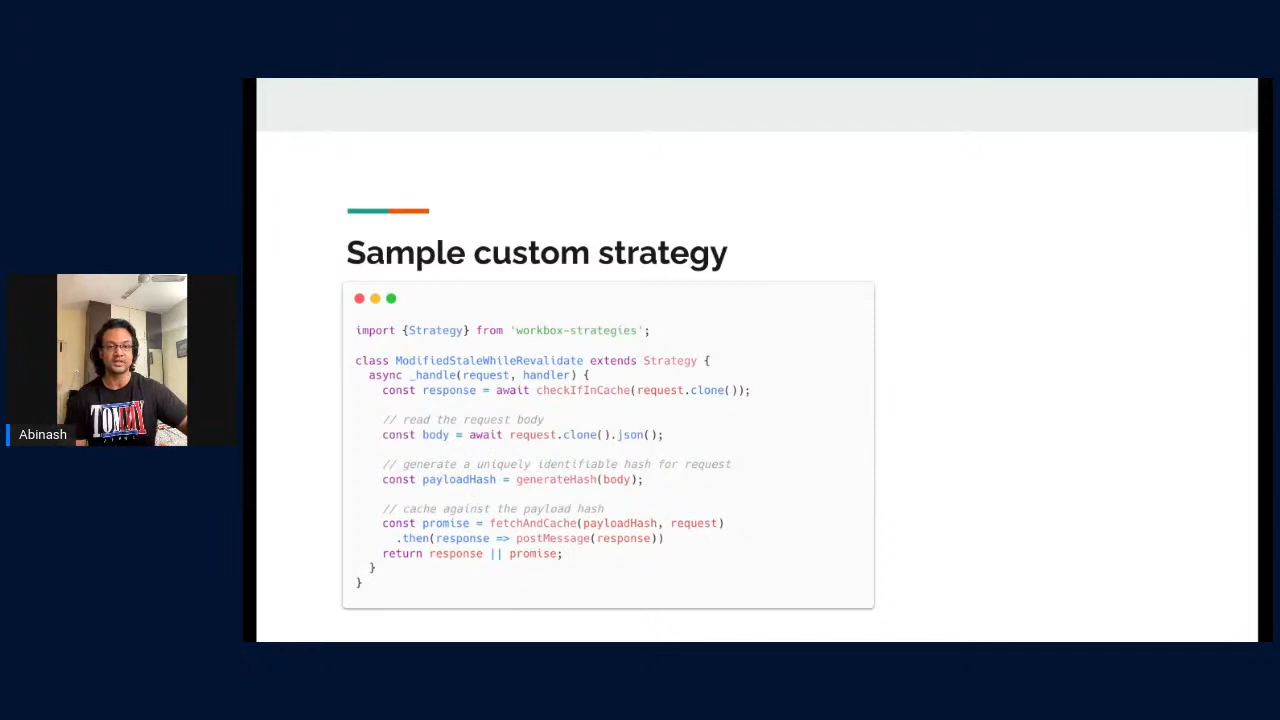 Sample custom strategy
import {Strategy} from 'workbox-strategies';
class ModifiedStaleWhileRevalidate extends Strategy {
async _handle(request, handler) {
const response = await checkIfInCache(request.clone());
// read the request body
const body = await request.clone().json();
// generate a uniquely identifiable hash for request
const payloadHash = generateHash(body);
// cache against the payload hash
const promise = fetchAndCache(payloadHash, request)
.then(response => postMessage(response))
return response || promise;
}
}
TOMMY
Abinash